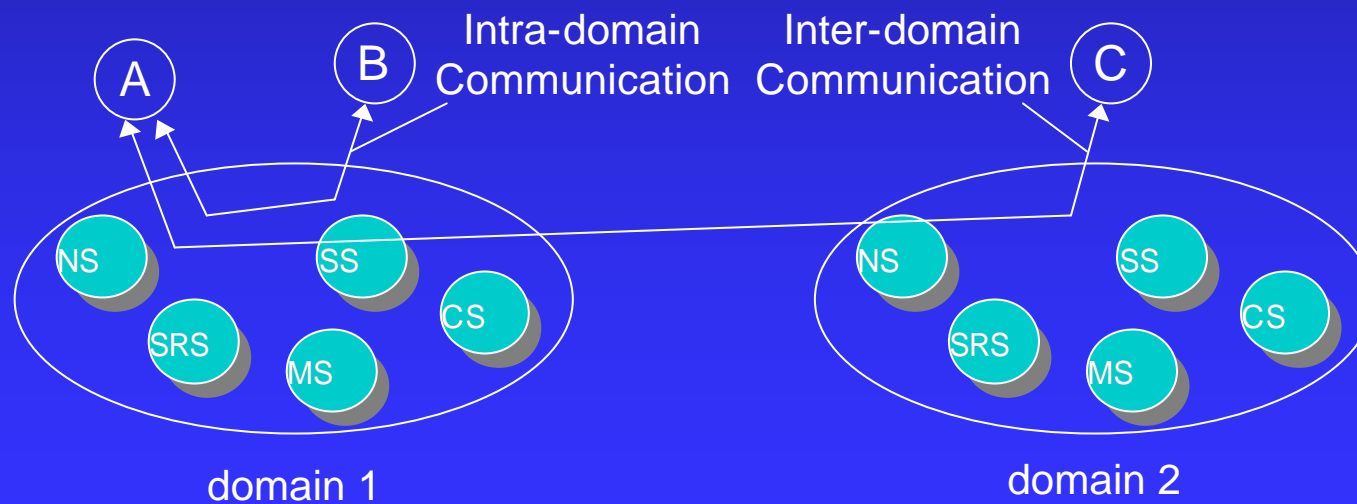 A
B
Intra-domain
Communication
Inter-domain
Communication
C
NS
SS
CS
SRS
MS
domain 1
NS
SS
CS
SRS
MS
domain 2